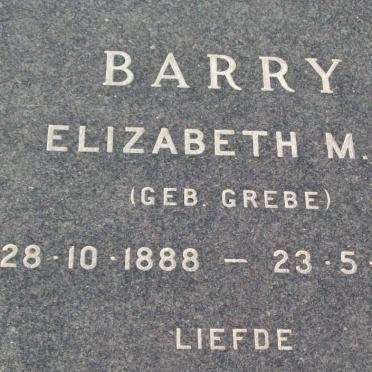 BARRY
ELIZABETH M.
(GEB. GREBE)
28·10·1888 — 23·5·
LIEFDE